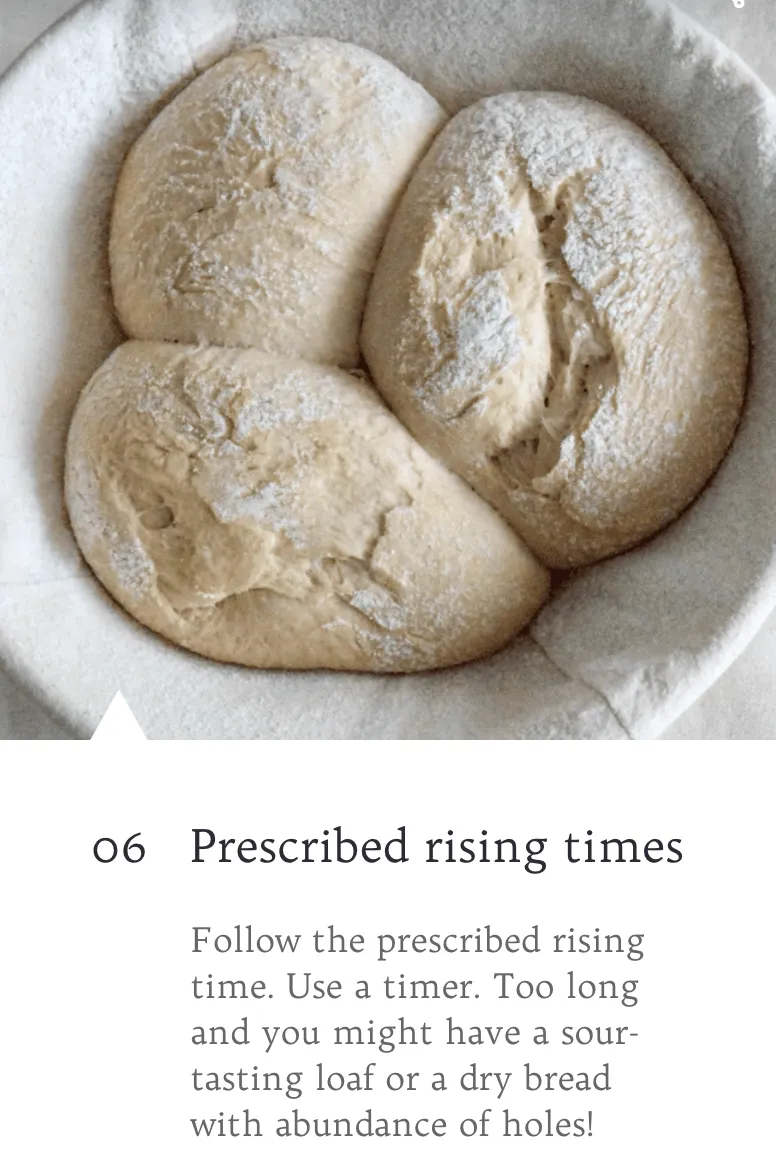 06 Prescribed rising times
Follow the prescribed rising
time. Use a timer. Too long
and you might have a sour-
tasting loaf or a dry bread
with abundance of holes!